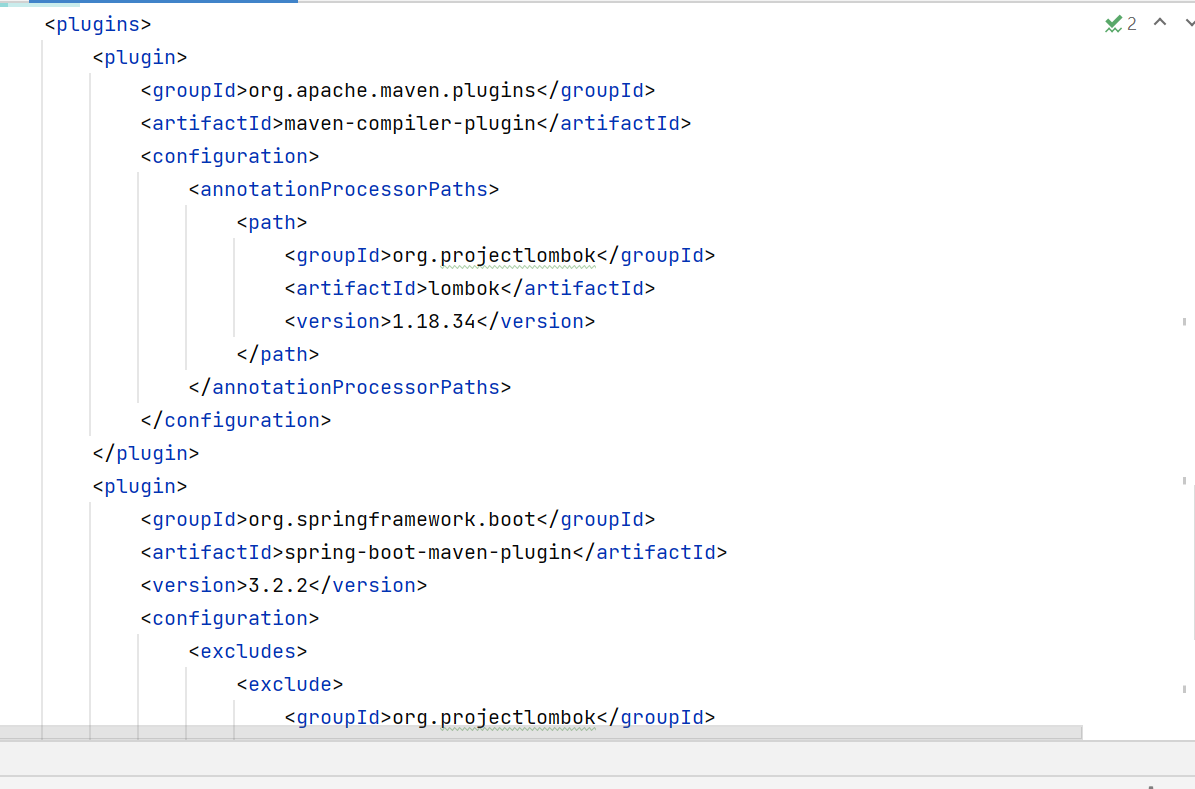 <plugins>
2
<plugin>
<groupId>org.apache.maven.plugins</groupId>
<artifactId>maven-compiler-plugin</artifactId>
<configuration>
<annotationProcessorPaths>
<path>
<groupId>org.projectlombok</groupId>
<artifactId>lombok</artifactId>
<version>1.18.34</version>
</path>
</annotationProcessorPaths>
</configuration>
</plugin>
<plugin>
<groupId>org.springframework.boot</groupId>
<artifactId>spring-boot-maven-plugin</artifactId>
<version>3.2.2</version>
<configuration>
<excludes>
<exclude>
<groupId>org.projectlombok</groupId>